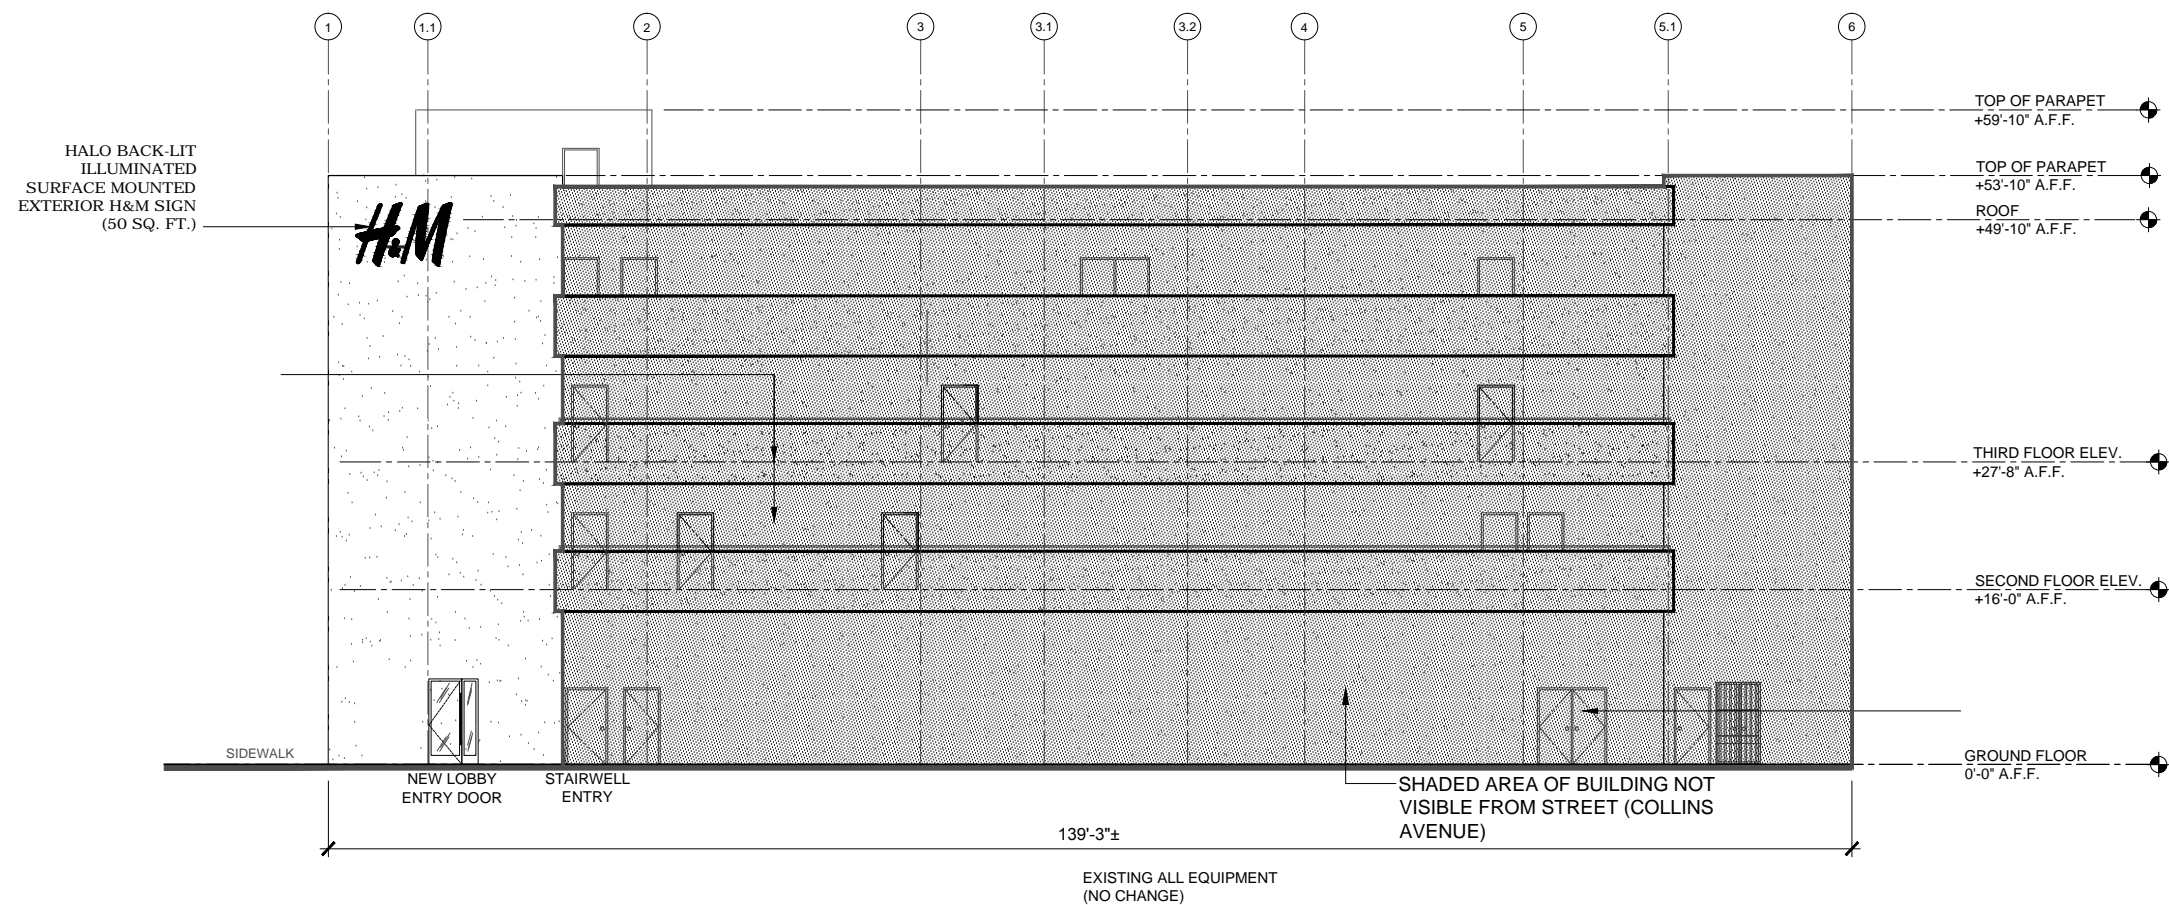 1
1.1
2
3
3.1
3.2
4
5
5.1
6
TOP OF PARAPET
+59'-10" A.F.F.
HALO BACK-LIT
ILLUMINATED
SURFACE MOUNTED
EXTERIOR H&M SIGN
(50 SQ. FT.)
H&M
TOP OF PARAPET
+53'-10" A.F.F.
ROOF
+49'-10" A.F.F.
THIRD FLOOR ELEV.
+27'-8" A.F.F.
SECOND FLOOR ELEV.
+16'-0" A.F.F.
SIDEWALK
GROUND FLOOR
0'-0" A.F.F.
NEW LOBBY
ENTRY DOOR
STAIRWELL
ENTRY
SHADED AREA OF BUILDING NOT
VISIBLE FROM STREET (COLLINS
AVENUE)
139'-3"±
EXISTING ALL EQUIPMENT
(NO CHANGE)